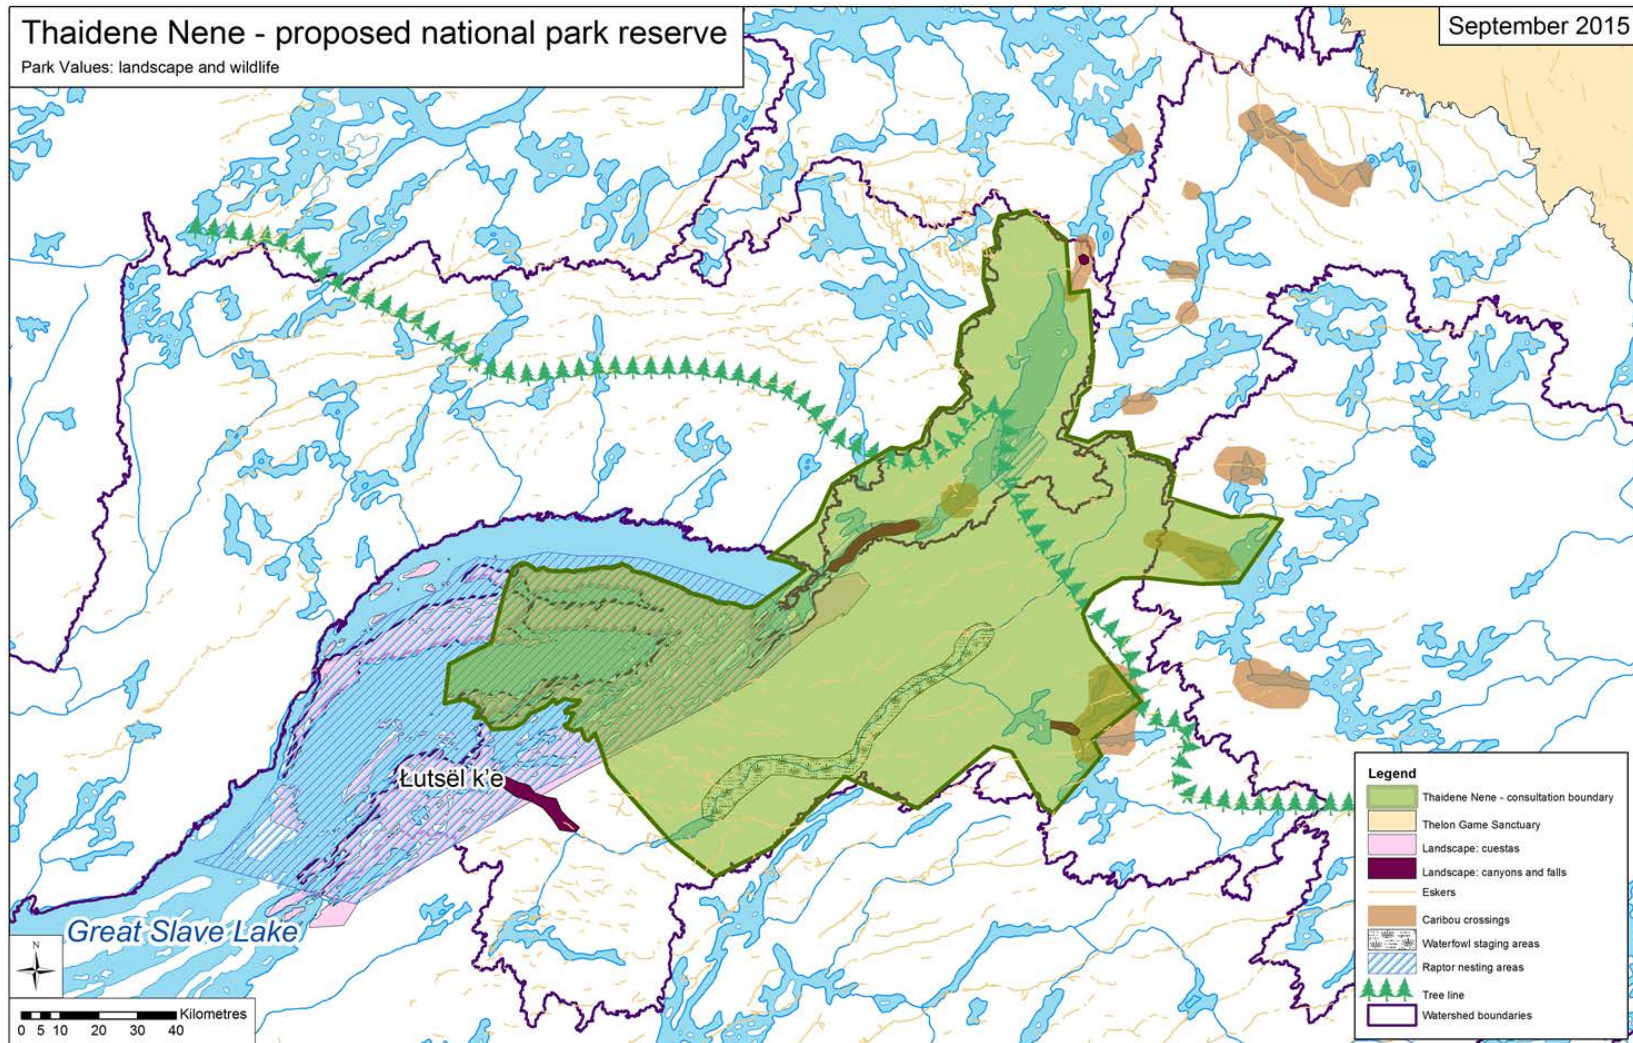 Thaidene Nene - proposed national park reserve
Park Values: landscape and wildlife
September 2015
Łutsël k'e
Great Slave Lake
N
Kilometres
0 5 10 20 30 40
Legend
Thaidene Nene - consultation boundary
Thelon Game Sanctuary
Landscape: cuestas
Landscape: canyons and falls
Eskers
Caribou crossings
Waterfowl staging areas
Raptor nesting areas
Tree line
Watershed boundaries